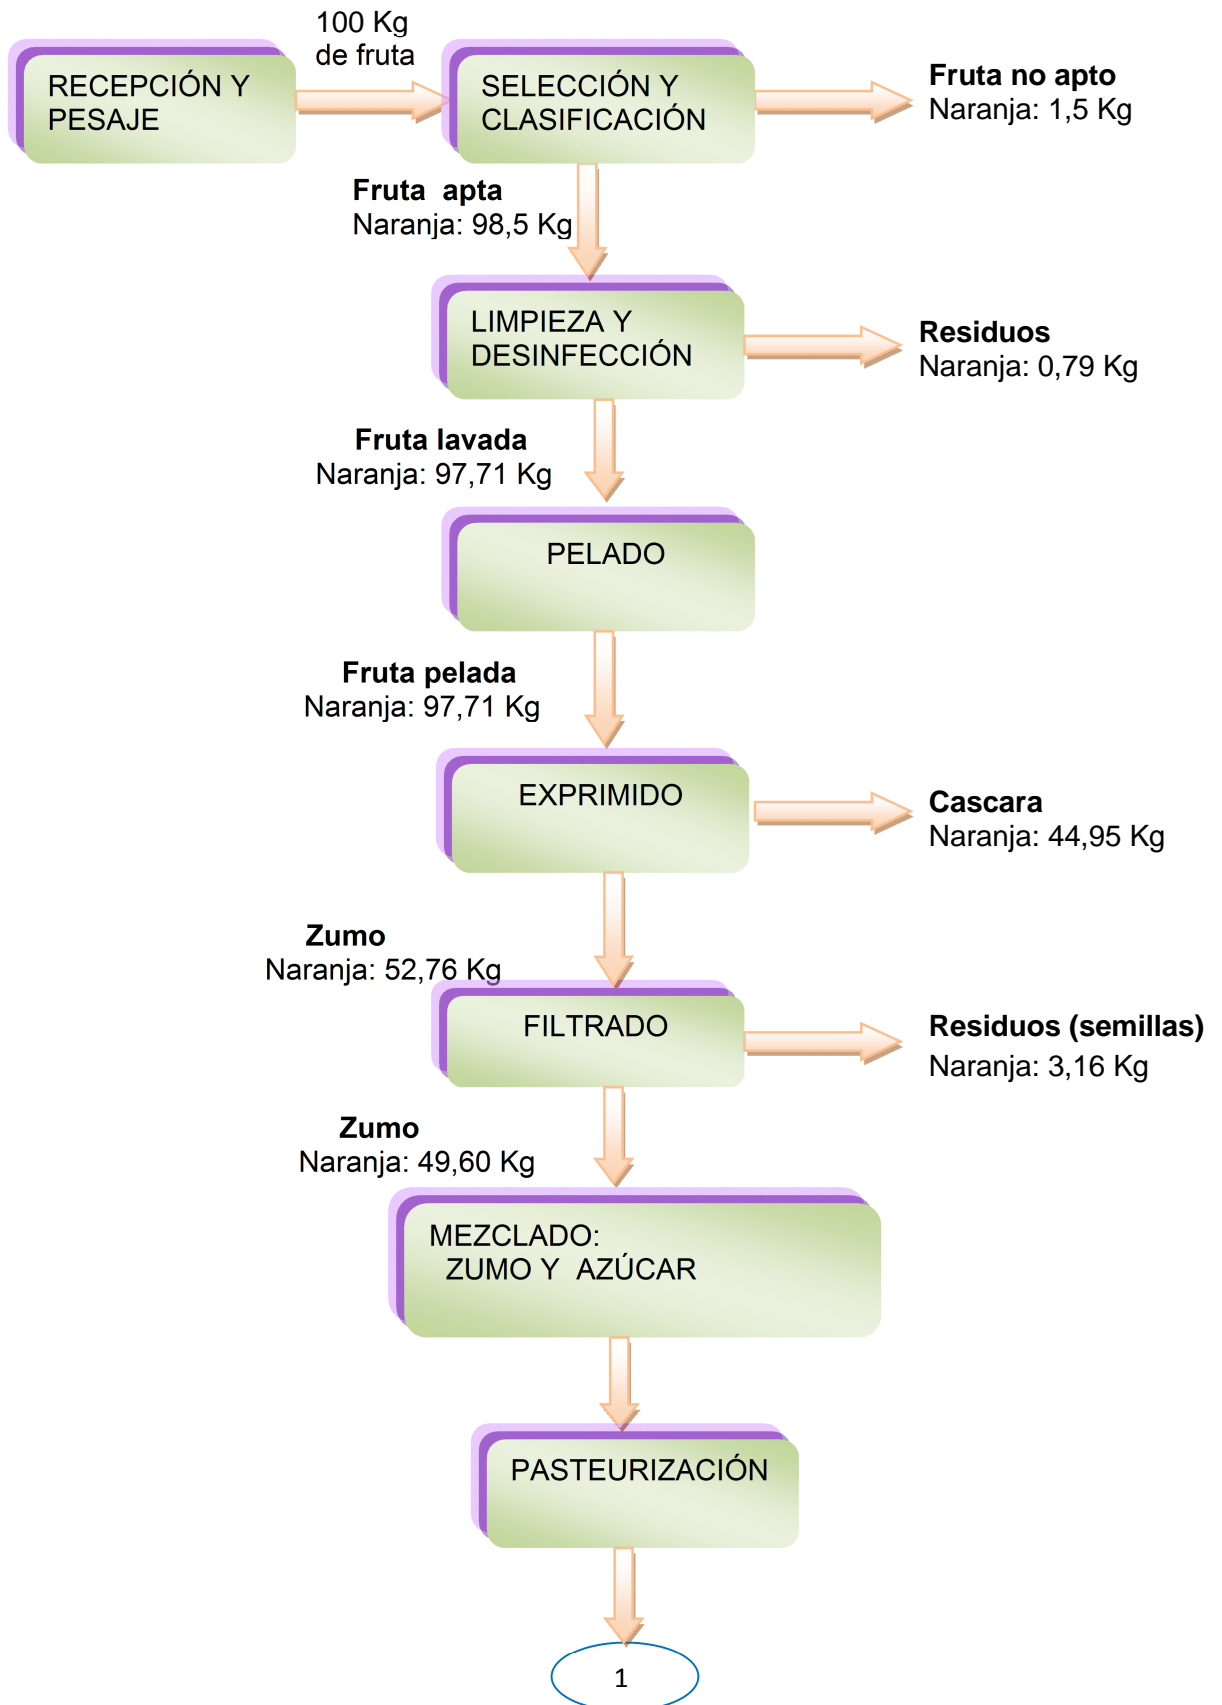 100 Kg
de fruta
RECEPCIÓN Y
PESAJE
SELECCIÓN Y
CLASIFICACIÓN
Fruta no apto
Naranja: 1,5 Kg
Fruta  apta
Naranja: 98,5 Kg
LIMPIEZA Y
DESINFECCIÓN
Residuos
Naranja: 0,79 Kg
Fruta lavada
Naranja: 97,71 Kg
PELADO
Fruta pelada
Naranja: 97,71 Kg
EXPRIMIDO
Cascara
Naranja: 44,95 Kg
Zumo
Naranja: 52,76 Kg
FILTRADO
Residuos (semillas)
Naranja: 3,16 Kg
Zumo
Naranja: 49,60 Kg
MEZCLADO:
ZUMO Y  AZÚCAR
PASTEURIZACIÓN
1